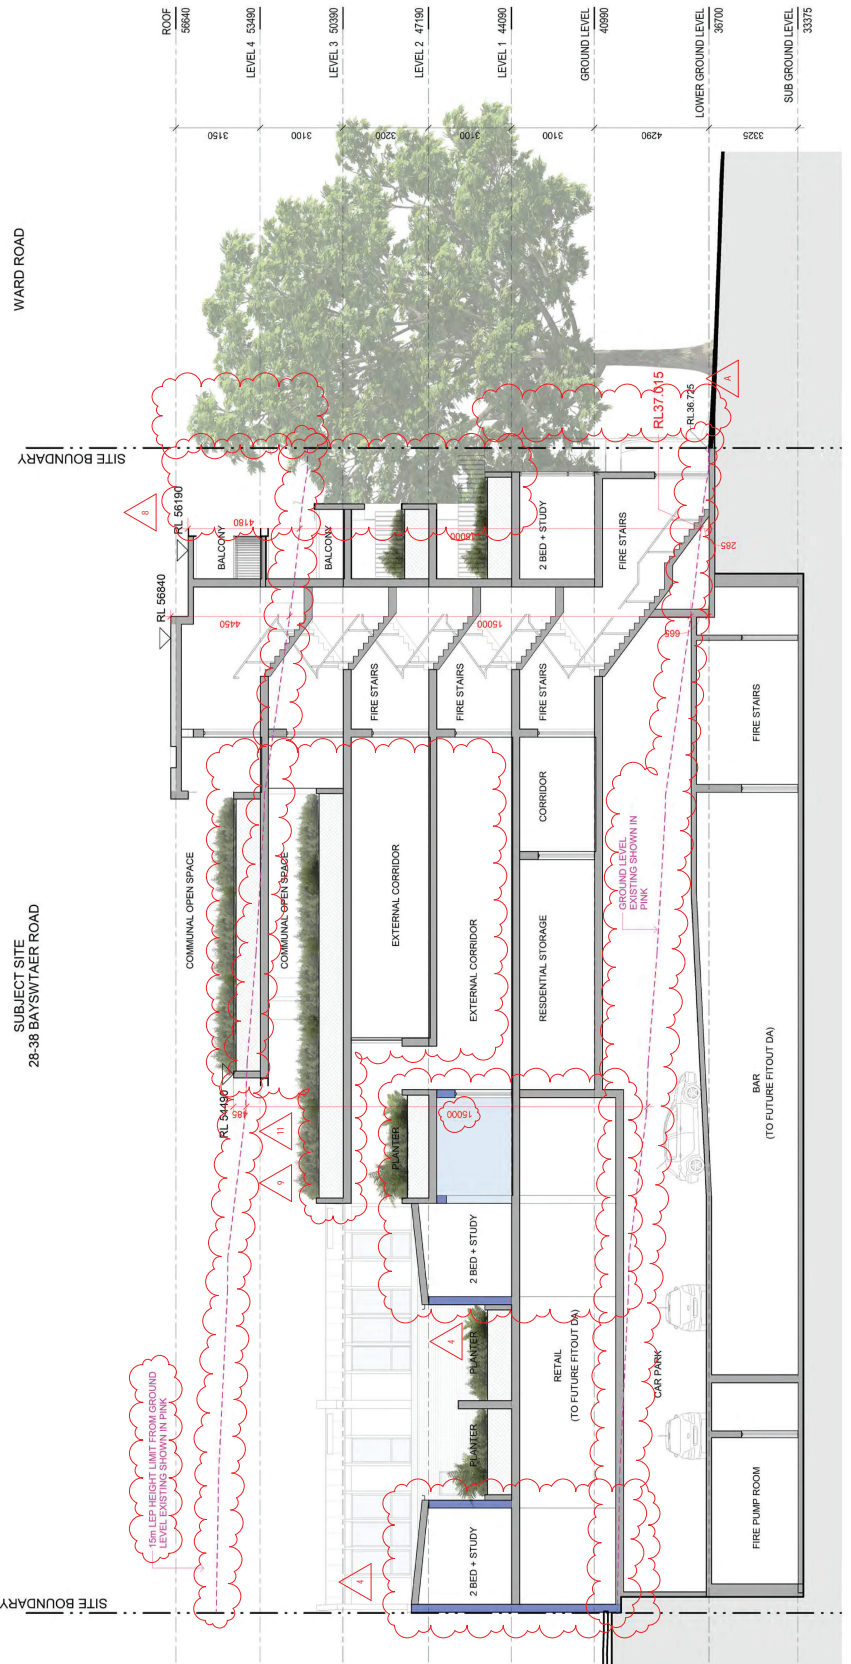 SUBJECT SITE
28-38 BAYSWTAER ROAD
WARD ROAD
SITE BOUNDARY
SITE BOUNDARY
ROOF
56640
LEVEL 4
53490
LEVEL 3
50390
LEVEL 2
47190
LEVEL 1
44090
GROUND LEVEL
40990
LOWER GROUND LEVEL
36700
SUB GROUND LEVEL
33375
3150
3100
3200
3100
3100
4290
3325
15m LEP HEIGHT LIMIT FROM GROUND
LEVEL EXISTING SHOWN IN PINK
RL 54490
485
11
9
RL 56840
RL 56190
8
4450
4180
COMMUNAL OPEN SPACE
BALCONY
COMMUNAL OPEN SPACE
BALCONY
EXTERNAL CORRIDOR
FIRE STAIRS
PLANTER
EXTERNAL CORRIDOR
FIRE STAIRS
15000
15000
15000
4
4
2 BED + STUDY
PLANTER
PLANTER
2 BED + STUDY
RETAIL
(TO FUTURE FITOUT DA)
RESDENTIAL STORAGE
CORRIDOR
FIRE STAIRS
2 BED + STUDY
FIRE STAIRS
GROUND LEVEL
EXISTING SHOWN IN
PINK
RL37.015
RL36.725
A
665
285
CAR PARK
FIRE PUMP ROOM
BAR
(TO FUTURE FITOUT DA)
FIRE STAIRS